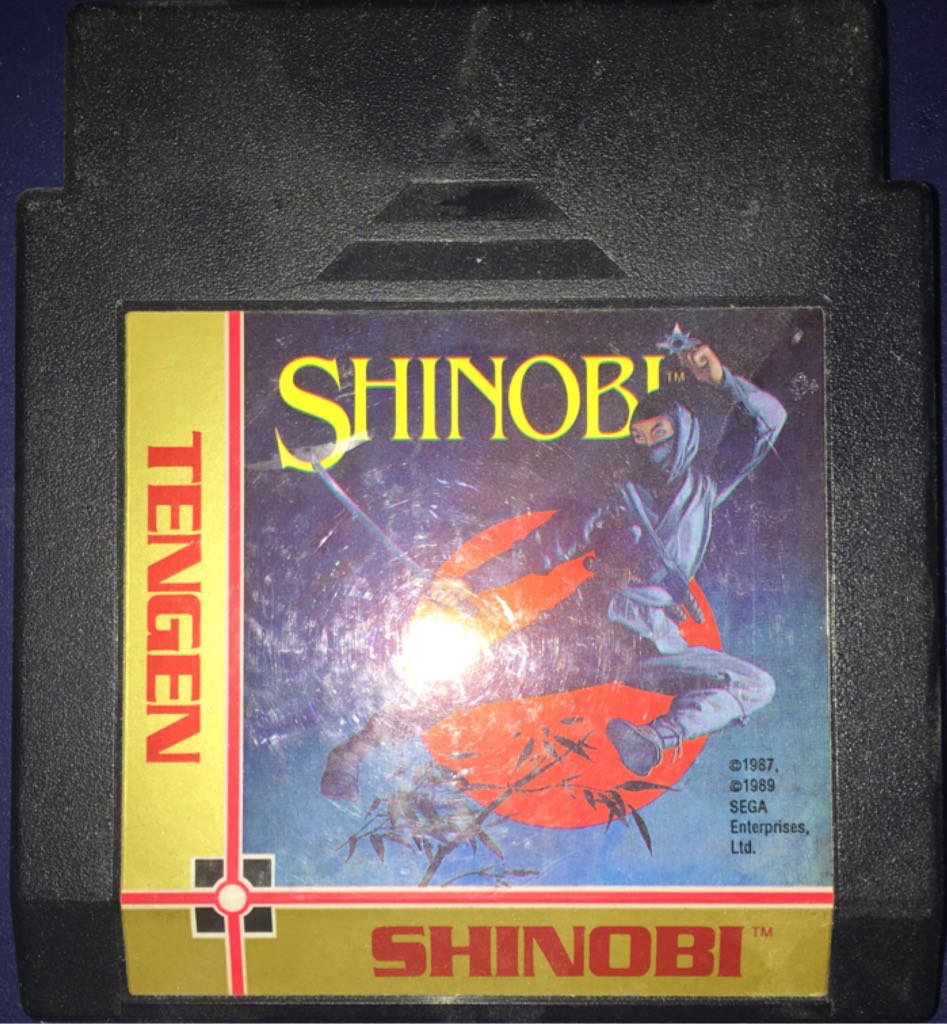 SHINOBI™
TENGEN
©1987,
©1989
SEGA
Enterprises,
Ltd.
SHINOBI™